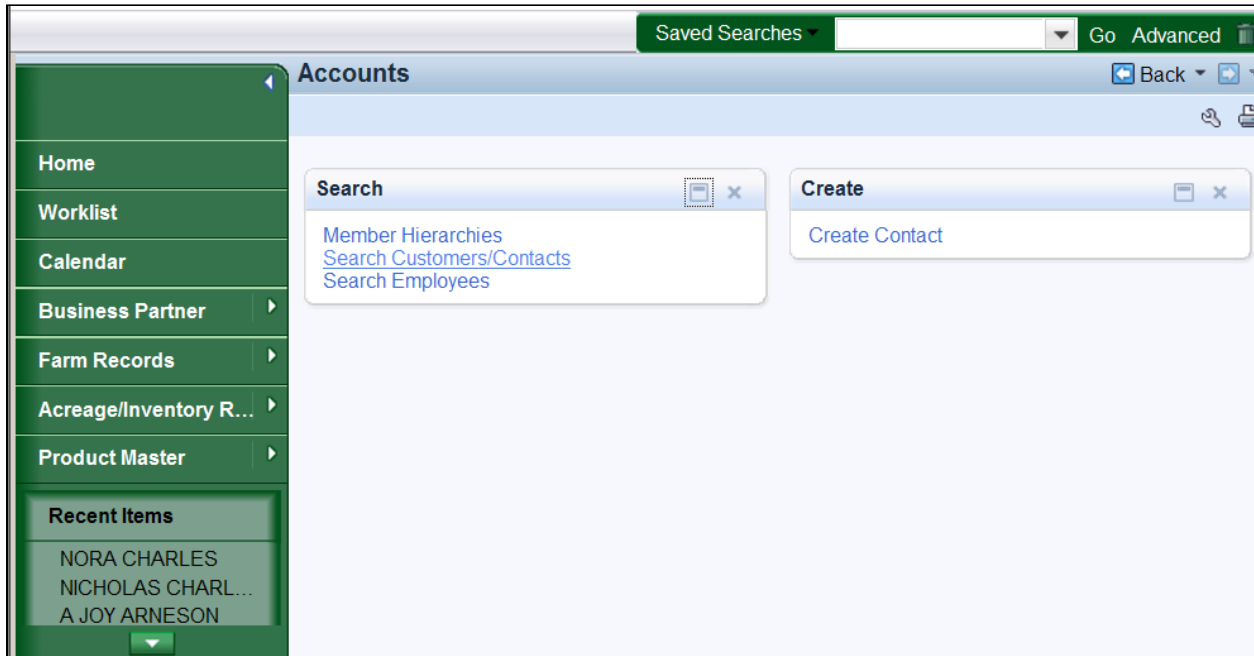 Saved Searches
Go Advanced
Accounts
Back
Home
Worklist
Calendar
Business Partner
Farm Records
Acreage/Inventory R...
Product Master
Recent Items
NORA CHARLES
NICHOLAS CHARL...
A JOY ARNESON
Search
Member Hierarchies
Search Customers/Contacts
Search Employees
Create
Create Contact